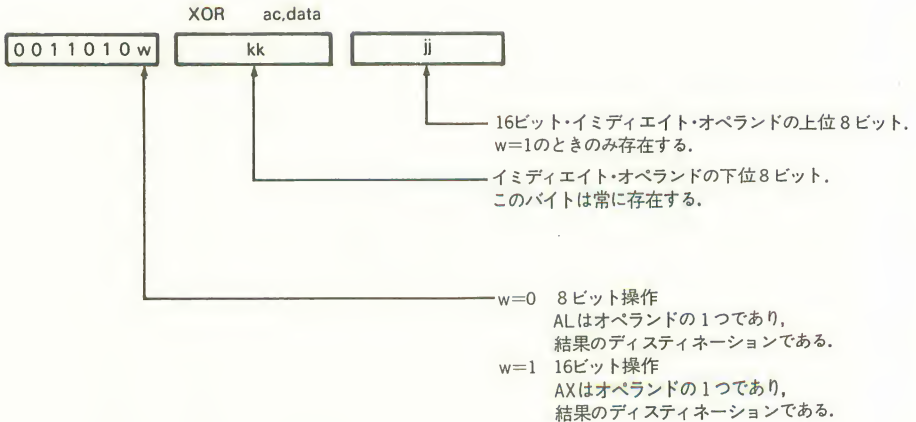 XOR ac,data
0 0 1 1 0 1 0 w kk jj
16ビット・イミディエイト・オペランドの上位8ビット．
w=1のときのみ存在する．
イミディエイト・オペランドの下位8ビット．
このバイトは常に存在する．
w=0 8ビット操作
ALはオペランドの1つであり，
結果のディスティネーションである．
w=1 16ビット操作
AXはオペランドの1つであり，
結果のディスティネーションである．